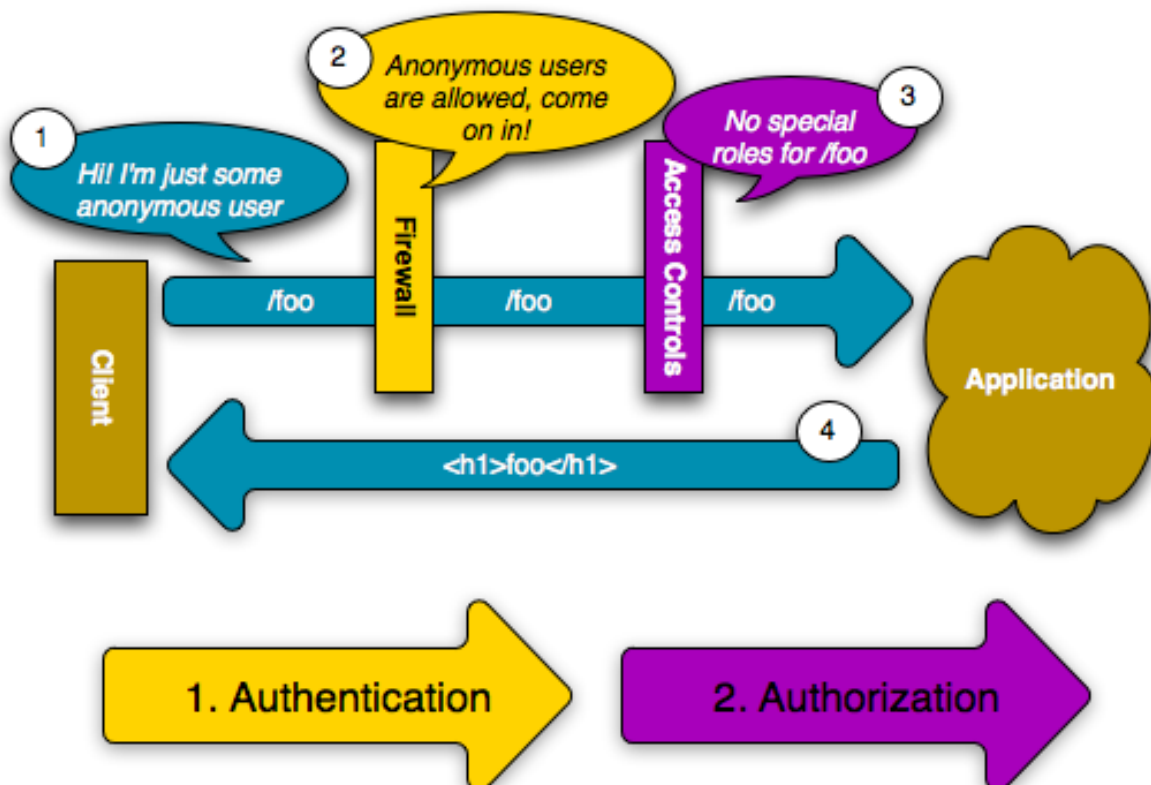 1
Hi! I'm just some
anonymous user
2
Anonymous users
are allowed, come
on in!
3
No special
roles for /foo
Client
/foo
Firewall
/foo
Access Controls
/foo
Application
4
<h1>foo</h1>
1. Authentication
2. Authorization